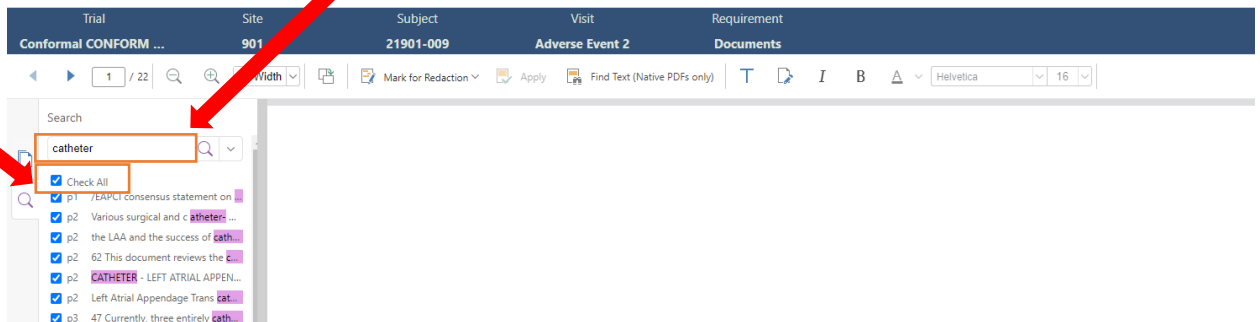 Trial Site Subject Visit Requirement
Conformal CONFORM ... 901 21901-009 Adverse Event 2 Documents
1 / 22 Width Mark for Redaction Apply Find Text (Native PDFs only) T I B A Helvetica 16
Search
catheter
Check All
p1 /EAPCI consensus statement on ...
p2 Various surgical and c atheter- ...
p2 the LAA and the success of cath...
p2 62 This document reviews the c...
p2 CATHETER - LEFT ATRIAL APPEN...
p2 Left Atrial Appendage Trans cat...
p3 47 Currently, three entirely cath...